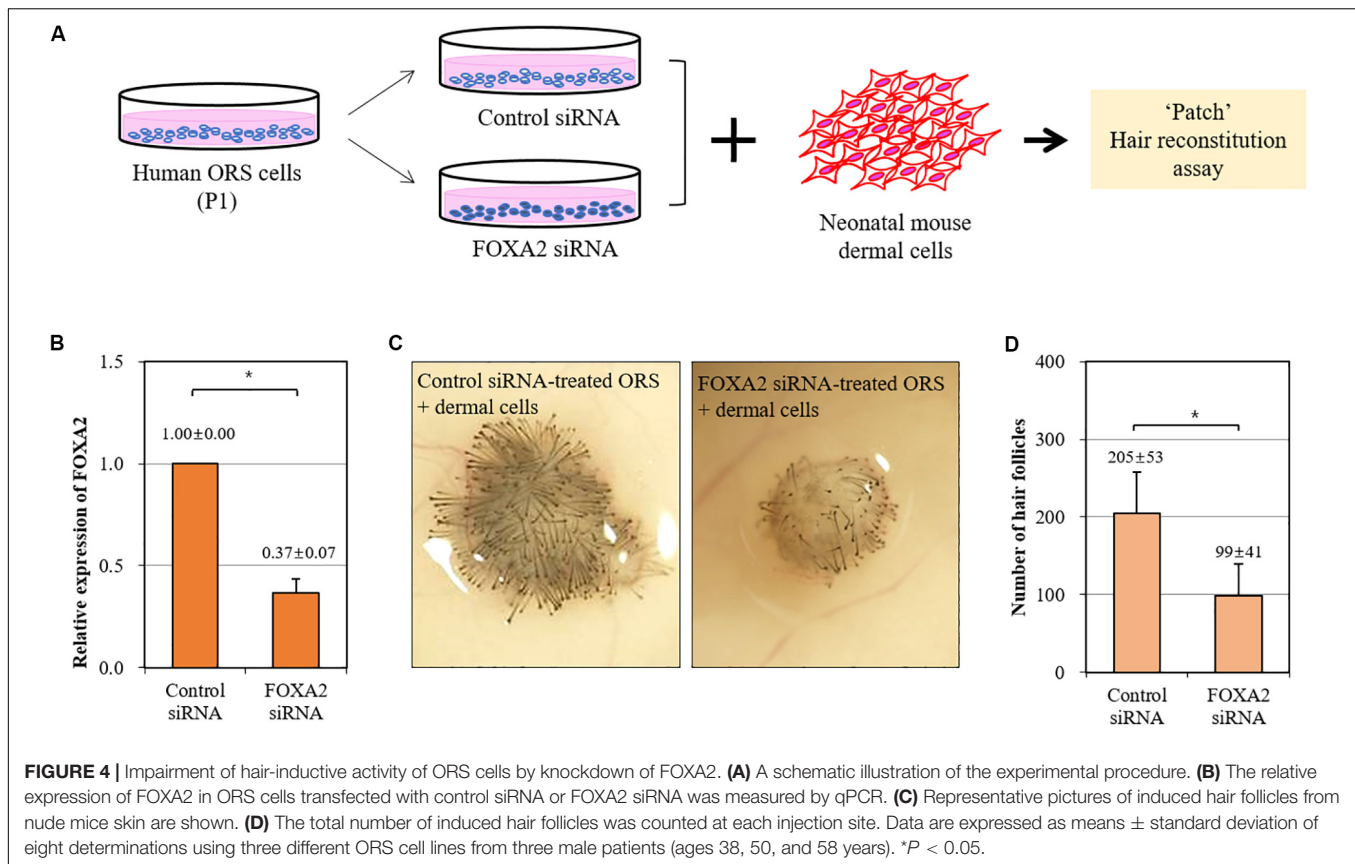 A
Human ORS cells
(P1)
Control siRNA
FOXA2 siRNA
Neonatal mouse
dermal cells
'Patch'
Hair reconstitution
assay
B
Relative expression of FOXA2
1.5
1.0
0.5
0.0
*
1.00±0.00
0.37±0.07
Control
siRNA
FOXA2
siRNA
C
Control siRNA-treated ORS
+ dermal cells
FOXA2 siRNA-treated ORS
+ dermal cells
D
Number of hair follicles
400
300
200
100
0
*
205±53
99±41
Control
siRNA
FOXA2
siRNA
FIGURE 4 | Impairment of hair-inductive activity of ORS cells by knockdown of FOXA2. (A) A schematic illustration of the experimental procedure. (B) The relative
expression of FOXA2 in ORS cells transfected with control siRNA or FOXA2 siRNA was measured by qPCR. (C) Representative pictures of induced hair follicles from
nude mice skin are shown. (D) The total number of induced hair follicles was counted at each injection site. Data are expressed as means ± standard deviation of
eight determinations using three different ORS cell lines from three male patients (ages 38, 50, and 58 years). *P < 0.05.